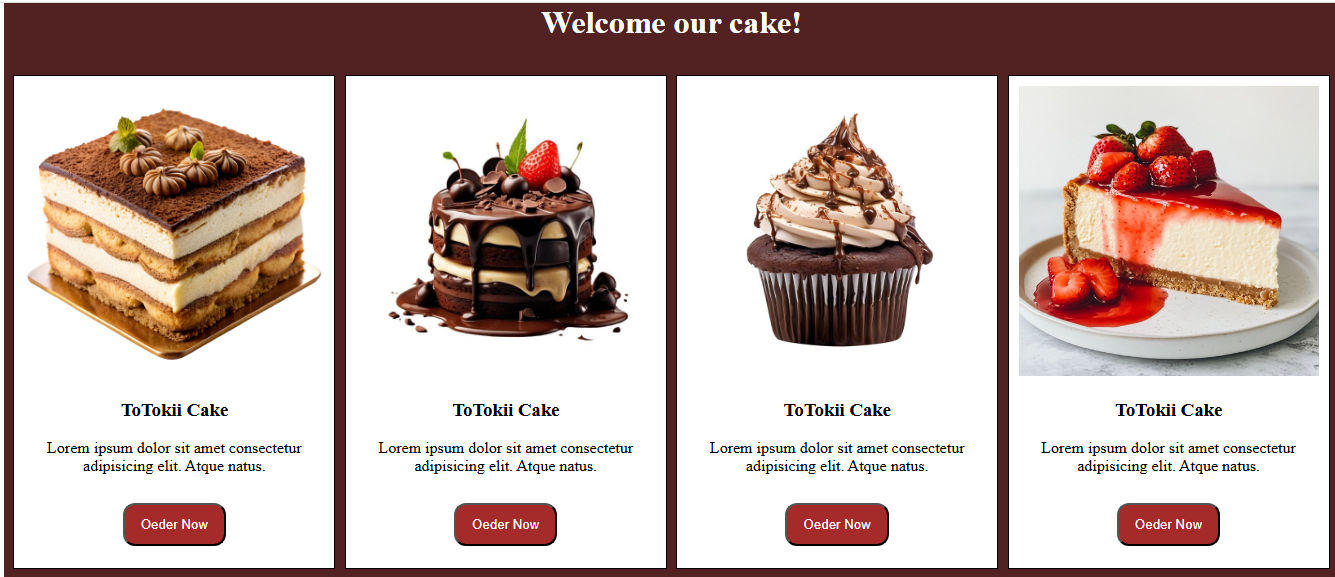 Welcome our cake!
ToTokii Cake
Lorem ipsum dolor sit amet consectetur
adipisicing elit. Atque natus.
Oeder Now
ToTokii Cake
Lorem ipsum dolor sit amet consectetur
adipisicing elit. Atque natus.
Oeder Now
ToTokii Cake
Lorem ipsum dolor sit amet consectetur
adipisicing elit. Atque natus.
Oeder Now
ToTokii Cake
Lorem ipsum dolor sit amet consectetur
adipisicing elit. Atque natus.
Oeder Now